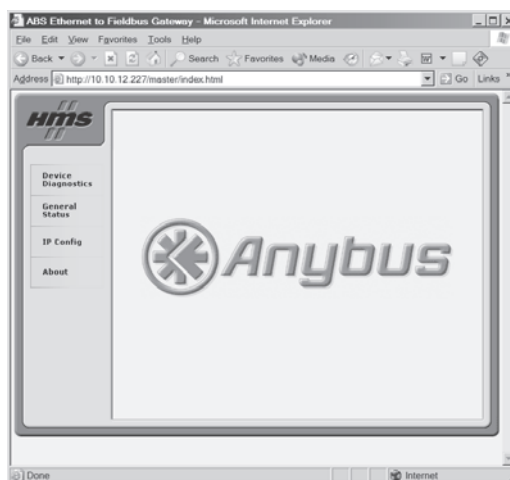 ABS Ethernet to Fieldbus Gateway - Microsoft Internet Explorer
File Edit View Favorites Tools Help
Back Search Favorites Media
Address http://10.10.12.227/master/index.html Go Links »
HMS
Device
Diagnostics
General
Status
IP Config
About
Anybus
Done Internet